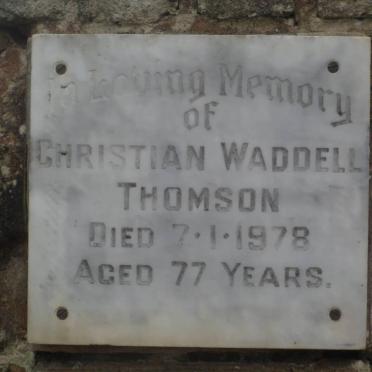 In Loving Memory
of
CHRISTIAN WADDELL
THOMSON
DIED 7·1·1978
AGED 77 YEARS.